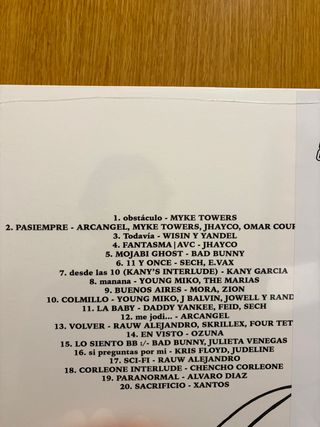 1. obstáculo - MYKE TOWERS
2. PASIEMPRE - ARCANGEL, MYKE TOWERS, JHAYCO, OMAR COUR
3. Todavia - WISIN Y YANDEL
4. FANTASMA|AVC - JHAYCO
5. MOJABI GHOST - BAD BUNNY
6. 11 Y ONCE - SECH, E.VAX
7. desde las 10 (KANY'S INTERLUDE) - KANY GARCIA
8. manana - YOUNG MIKO, THE MARIAS
9. BUENOS AIRES - MORA, ZION
10. COLMILLO - YOUNG MIKO, J BALVIN, JOWELL Y RAND
11. LA BABY - DADDY YANKEE, FEID, SECH
12. me jodi... - ARCANGEL
13. VOLVER - RAUW ALEJANDRO, SKRILLEX, FOUR TET
14. EN VISTO - OZUNA
15. LO SIENTO BB :/- BAD BUNNY, JULIETA VENEGAS
16. si preguntas por mi - KRIS FLOYD, JUDELINE
17. SCI-FI - RAUW ALEJANDRO
18. CORLEONE INTERLUDE - CHENCHO CORLEONE
19. PARANORMAL - ALVARO DIAZ
20. SACRIFICIO - XANTOS